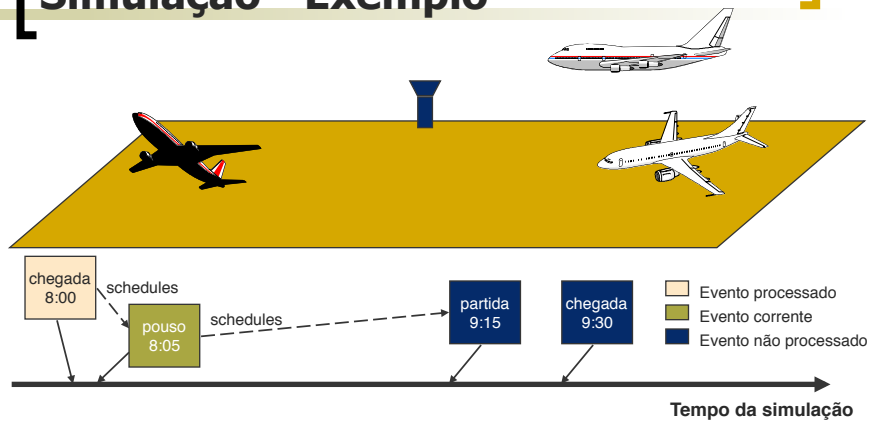 Simulação - Exemplo
chegada
8:00
schedules
pouso
8:05
schedules
partida
9:15
chegada
9:30
Evento processado
Evento corrente
Evento não processado
Tempo da simulação